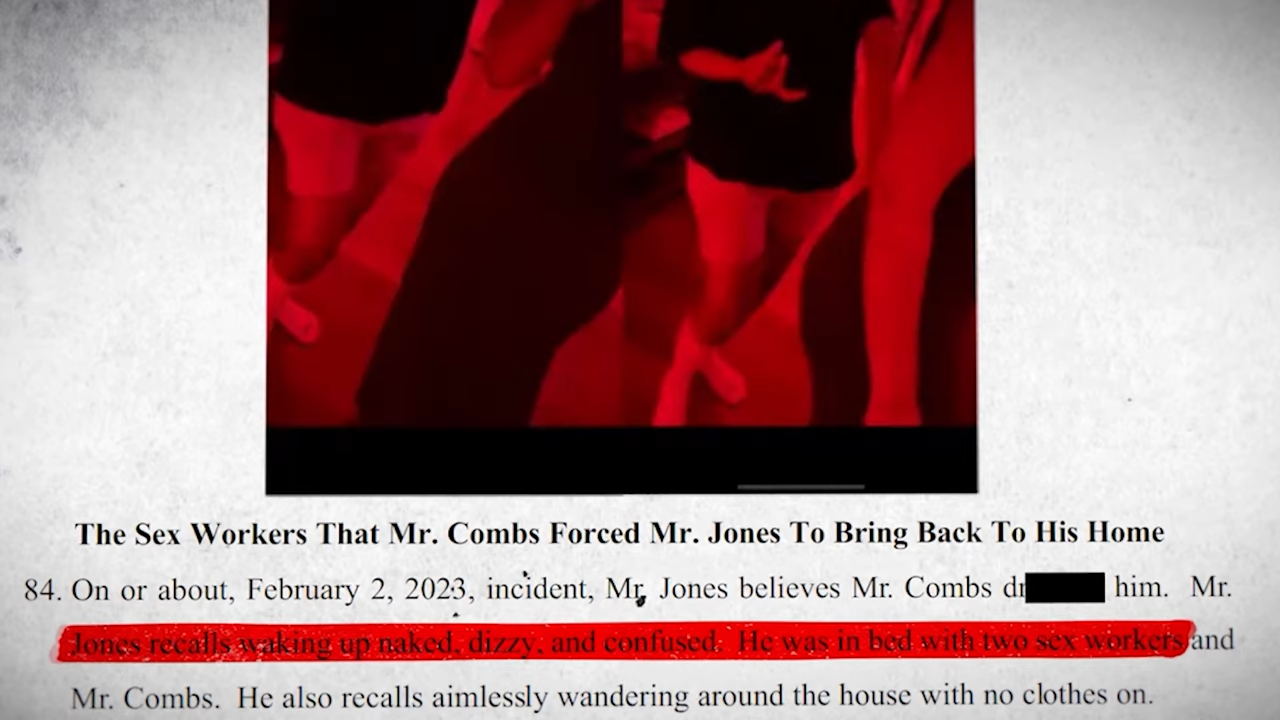 The Sex Workers That Mr. Combs Forced Mr. Jones To Bring Back To His Home
84. On or about, February 2, 2023, incident, Mr, Jones believes Mr. Combs dr him. Mr.
Jones recalls waking up naked, dizzy, and confused. He was in bed with two sex workers and
Mr. Combs. He also recalls aimlessly wandering around the house with no clothes on.